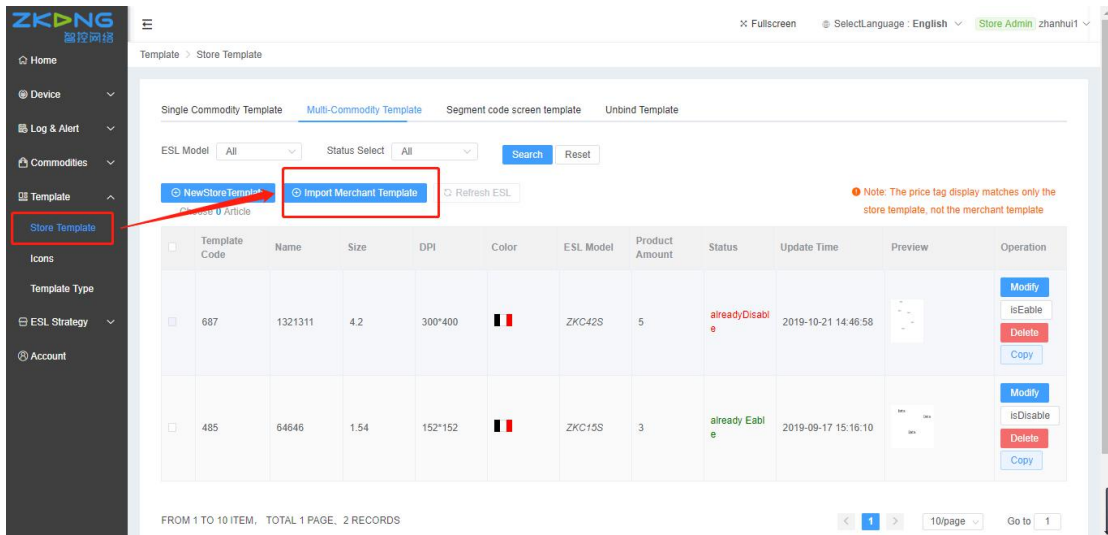 ZKDNG
智控网络
Fullscreen SelectLanguage : English Store Admin zhanhui1
Home
Device
Log & Alert
Commodities
Template
Store Template
Icons
Template Type
ESL Strategy
Account
Template > Store Template
Single Commodity Template Multi-Commodity Template Segment code screen template Unbind Template
ESL Model All Status Select All Search Reset
NewStoreTemplate Import Merchant Template Refresh ESL
Choose 0 Article
Note: The price tag display matches only the
store template, not the merchant template
Template Code Name Size DPI Color ESL Model Product Amount Status Update Time Preview Operation
687 1321311 4.2 300*400 ZKC42S 5 alreadyDisable 2019-10-21 14:46:58
Modify
isEable
Delete
Copy
485 64646 1.54 152*152 ZKC15S 3 already Eable 2019-09-17 15:16:10
Modify
isDisable
Delete
Copy
FROM 1 TO 10 ITEM, TOTAL 1 PAGE、2 RECORDS < 1 > 10/page Go to 1